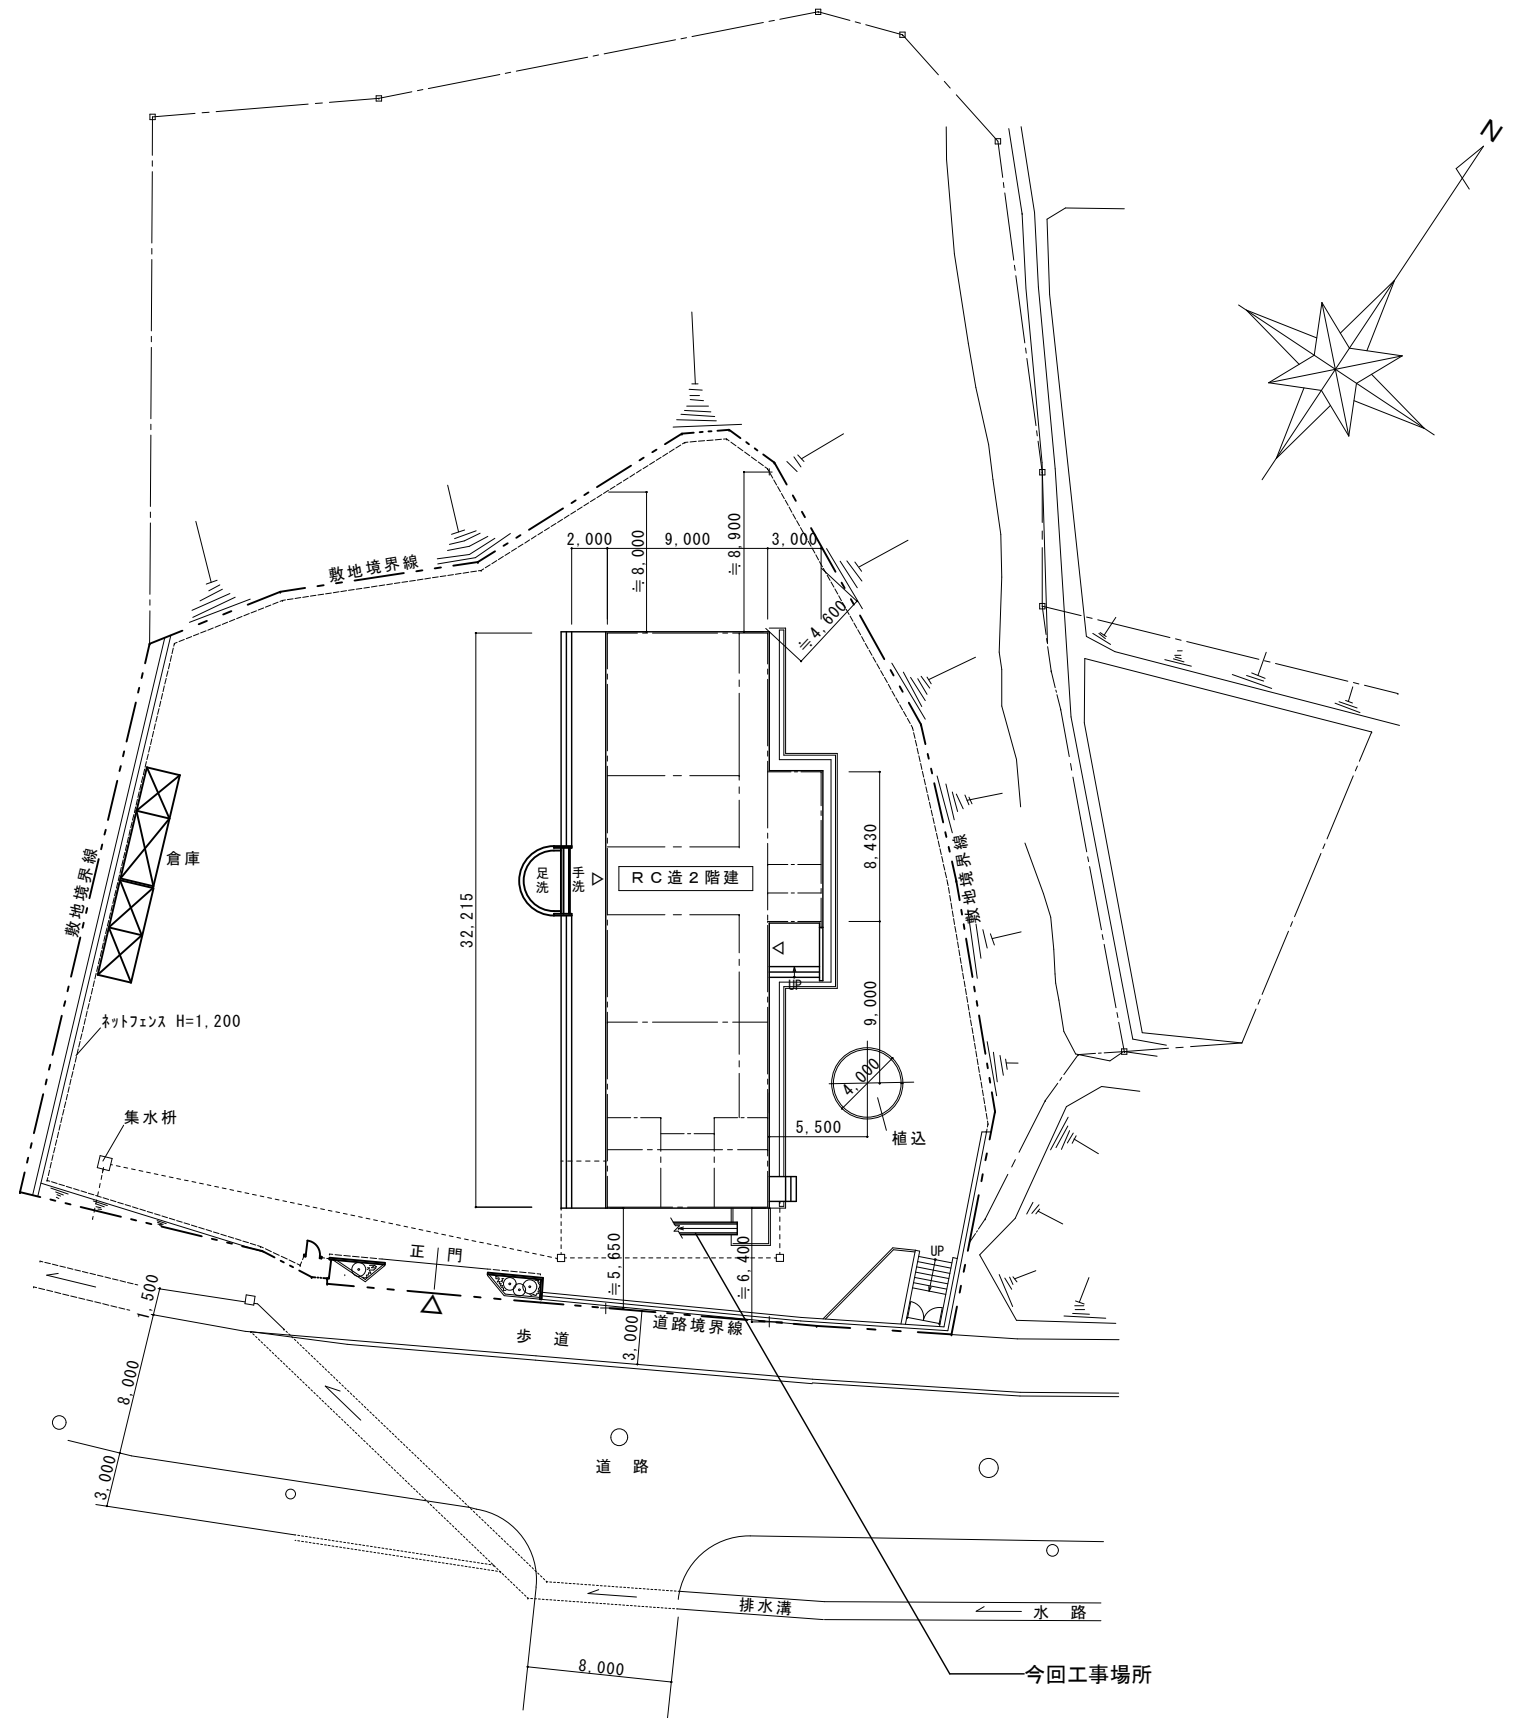 N
敷地境界線
2,000
9,000
3,000
≒8,000
≒8,900
≒4,600
敷地境界線
倉庫
足洗
手洗
RC造2階建
8,430
敷地境界線
32,215
UP
9,000
ネットフェンス H=1,200
4,000
集水枡
5,500
植込
正門
≒5,650
≒6,400
UP
1,500
歩道
3,000
道路境界線
8,000
道路
3,000
排水溝
水路
8,000
今回工事場所